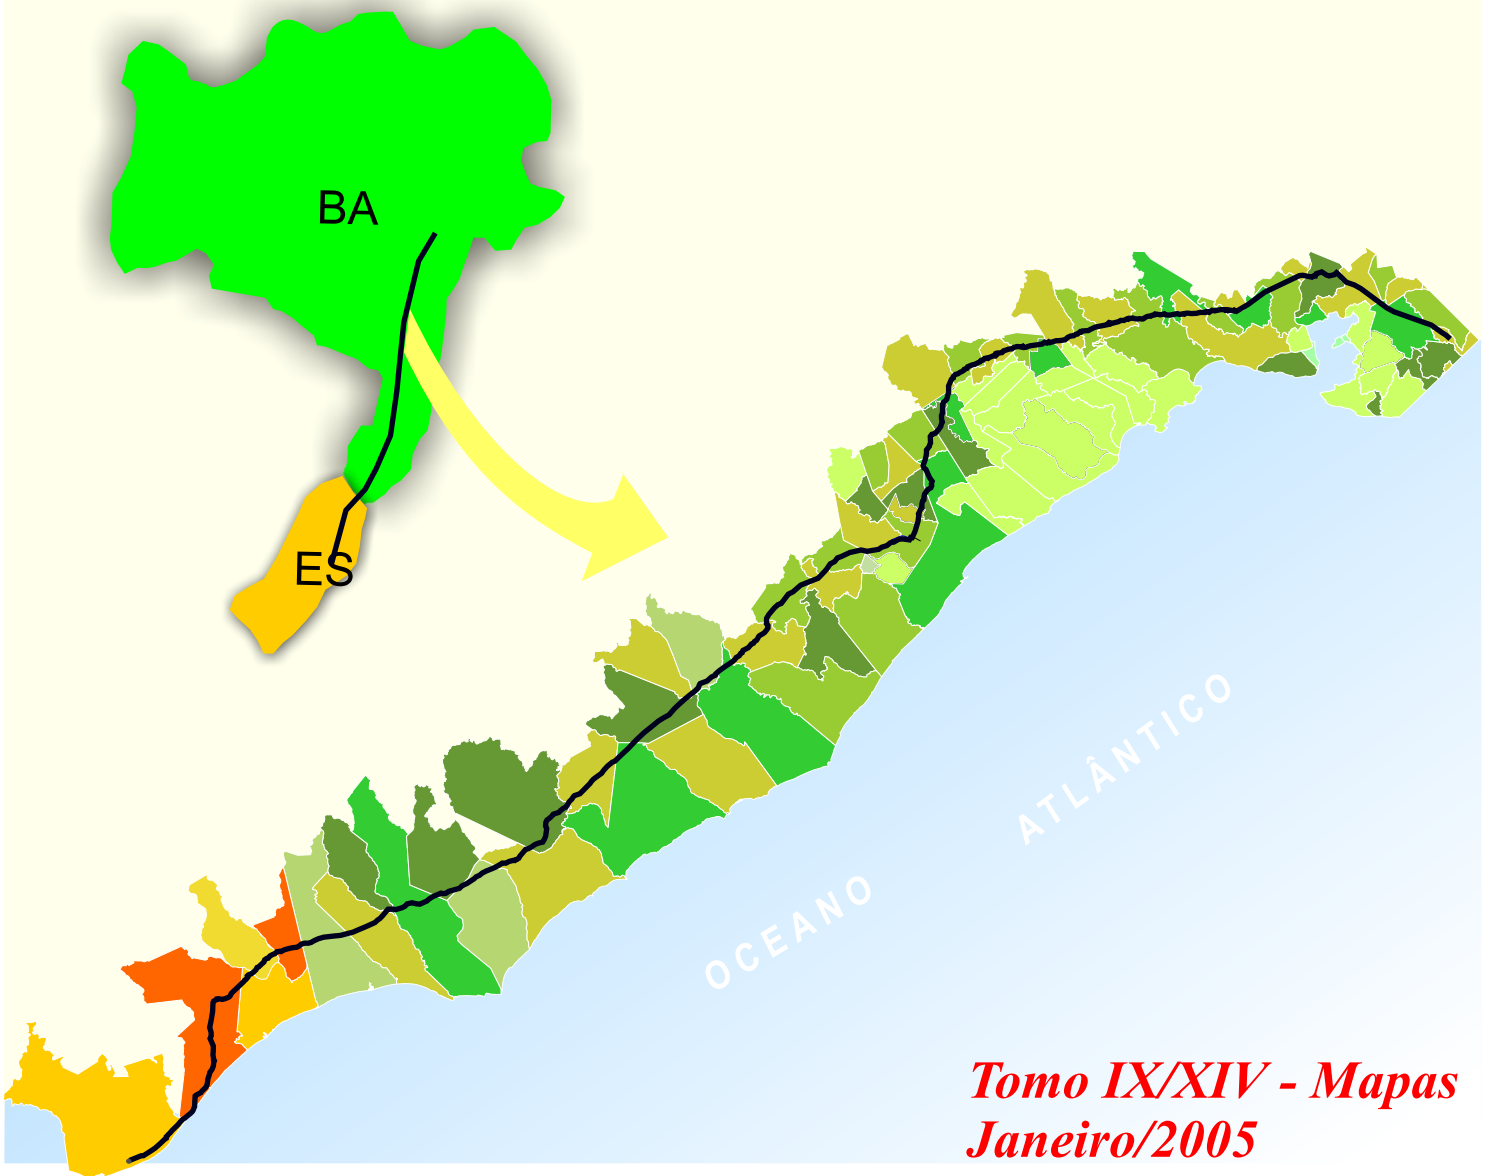 BA
ES
OCEANO ATLÂNTICO
Tomo IX/XIV - Mapas
Janeiro/2005